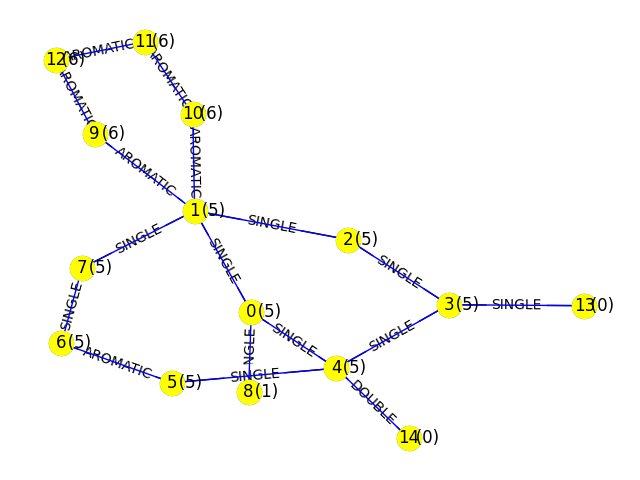 11(6)
12(6)
AROMATIC
AROMATIC
AROMATIC
10(6)
9(6)
AROMATIC
AROMATIC
1(5)
SINGLE
SINGLE
2(5)
SINGLE
SINGLE
7(5)
SINGLE
3(5)
SINGLE
13(0)
0(5)
SINGLE
SINGLE
SINGLE
6(5)
AROMATIC
4(5)
5(5)
SINGLE
8(1)
DOUBLE
14(0)